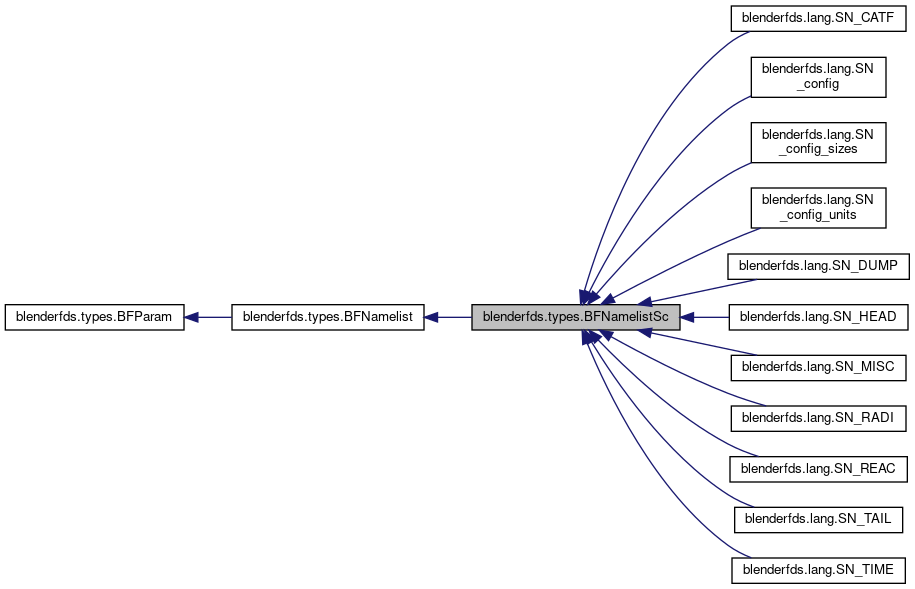 blenderfds.lang.SN_CATF
blenderfds.lang.SN
_config
blenderfds.lang.SN
_config_sizes
blenderfds.lang.SN
_config_units
blenderfds.lang.SN_DUMP
blenderfds.types.BFParam
blenderfds.types.BFNamelist
blenderfds.types.BFNamelistSc
blenderfds.lang.SN_HEAD
blenderfds.lang.SN_MISC
blenderfds.lang.SN_RADI
blenderfds.lang.SN_REAC
blenderfds.lang.SN_TAIL
blenderfds.lang.SN_TIME